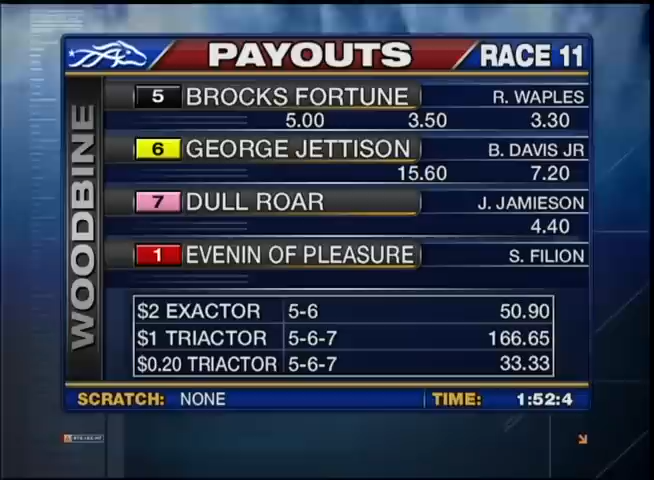 PAYOUTS RACE 11
WOODBINE
5 BROCKS FORTUNE R. WAPLES
5.00 3.50 3.30
6 GEORGE JETTISON B. DAVIS JR
15.60 7.20
7 DULL ROAR J. JAMIESON
4.40
1 EVENIN OF PLEASURE S. FILION
$2 EXACTOR 5-6 50.90
$1 TRIACTOR 5-6-7 166.65
$0.20 TRIACTOR 5-6-7 33.33
SCRATCH: NONE TIME: 1:52:4